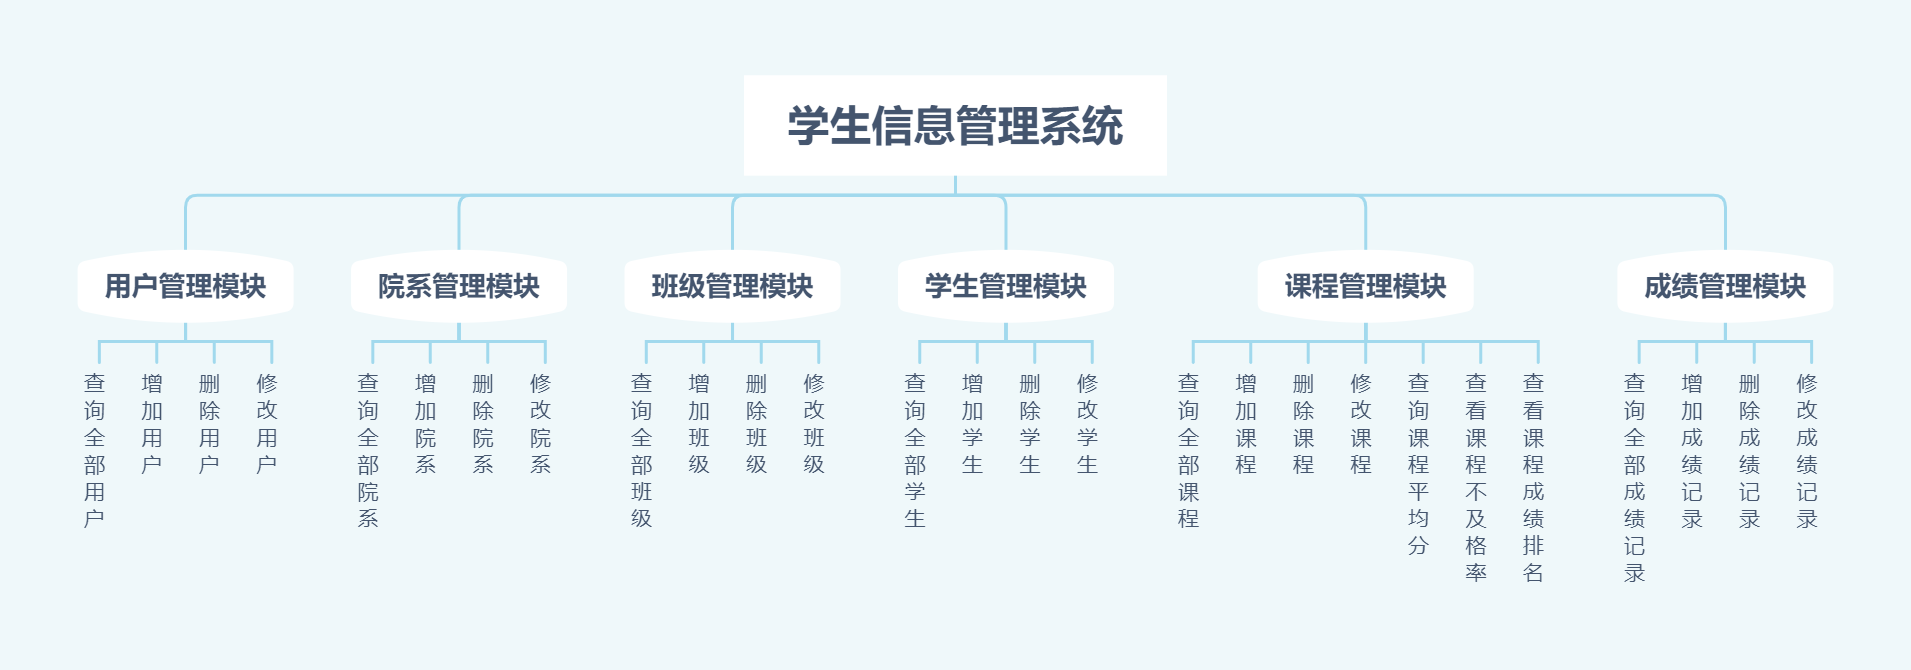 学生信息管理系统
用户管理模块
院系管理模块
班级管理模块
学生管理模块
课程管理模块
成绩管理模块
查询全部用户
增加用户
删除用户
修改用户
查询全部院系
增加院系
删除院系
修改院系
查询全部班级
增加班级
删除班级
修改班级
查询全部学生
增加学生
删除学生
修改学生
查询全部课程
增加课程
删除课程
修改课程
查询课程平均分
查看课程不及格率
查看课程成绩排名
查询全部成绩记录
增加成绩记录
删除成绩记录
修改成绩记录